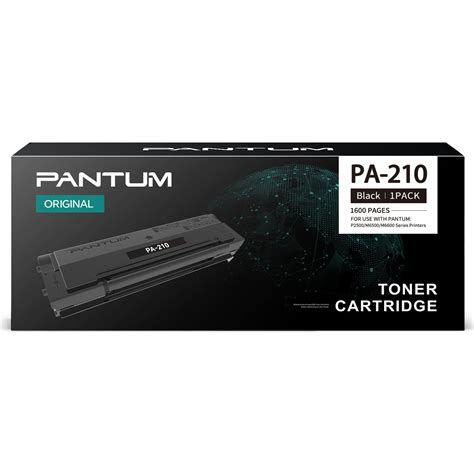 PANTUM
ORIGINAL
PA-210
PA-210
Black | 1PACK
1600 PAGES
FOR USE WITH PANTUM:
P2500/M6500/M6600 Series Printers
TONER
CARTRIDGE